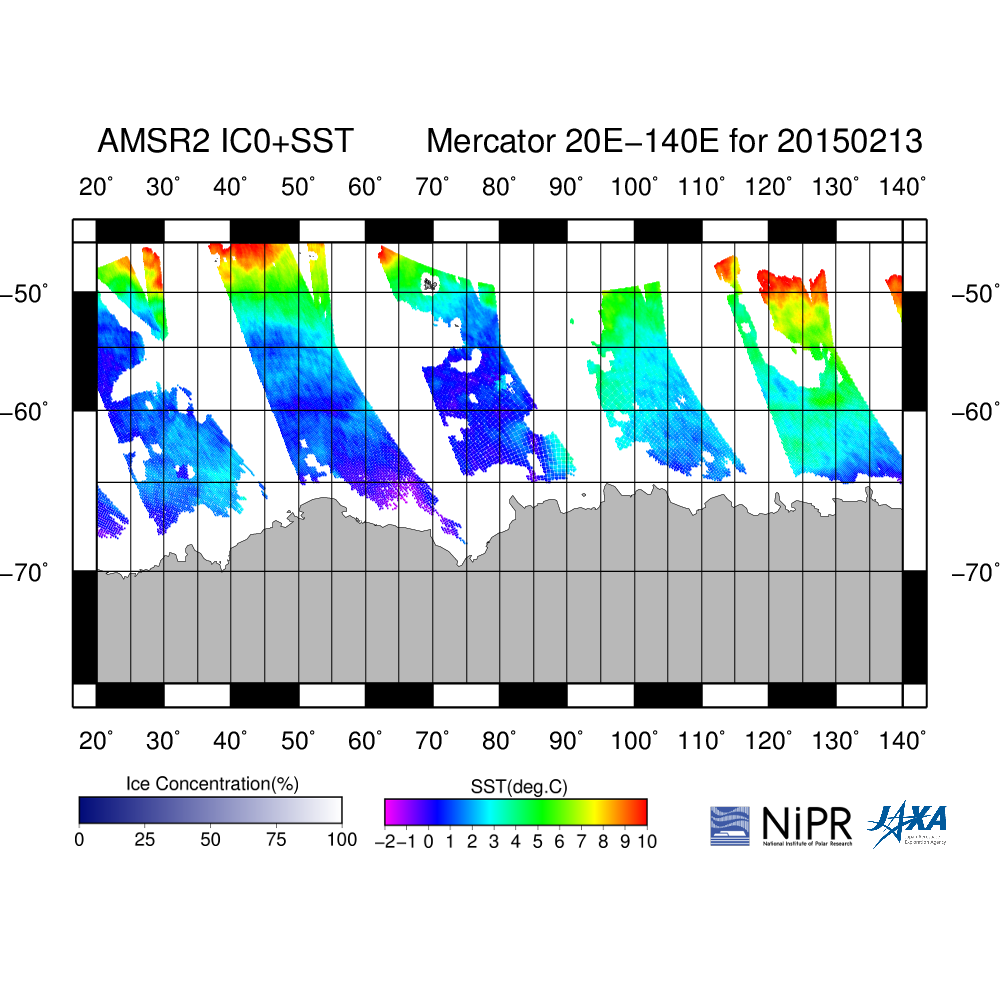 AMSR2 IC0+SST Mercator 20E−140E for 20150213
20° 30° 40° 50° 60° 70° 80° 90° 100° 110° 120° 130° 140°
−50° −50°
−60° −60°
−70° −70°
20° 30° 40° 50° 60° 70° 80° 90° 100° 110° 120° 130° 140°
Ice Concentration(%) SST(deg.C)
0 25 50 75 100 −2 −1 0 1 2 3 4 5 6 7 8 9 10
NiPR
National Institute of Polar Research
JAXA
Exploration Agency